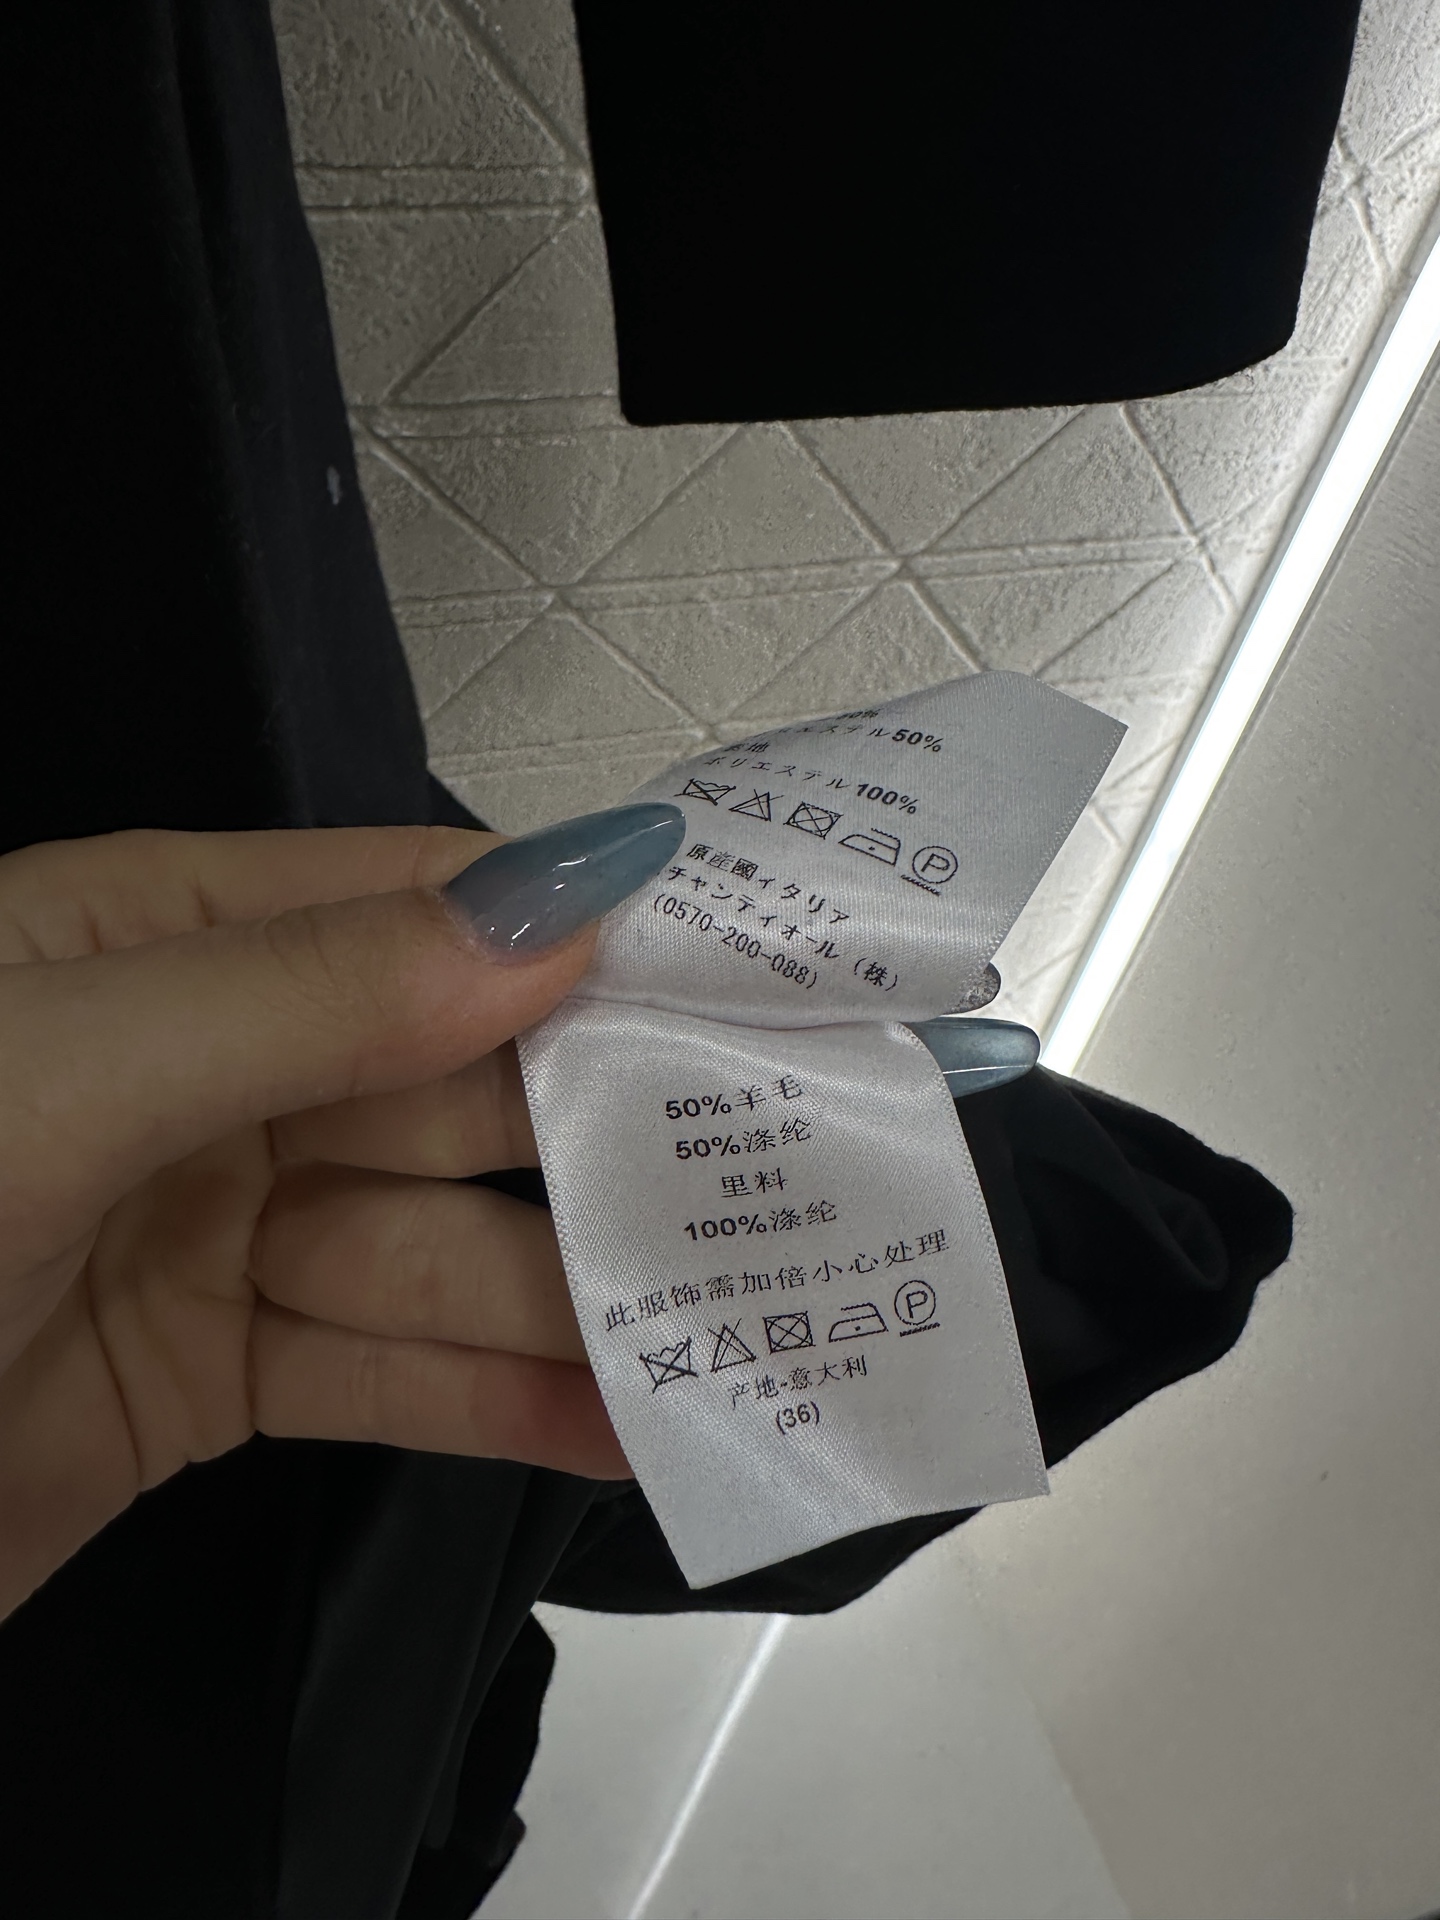 50%
ステル50%
地
ポリエステル100%
P
原産國イタリア
チャンティオール（株）
(0570-200-088)
50%羊毛
50%涤纶
里料
100%涤纶
此服饰需加倍小心处理
P
产地-意大利
(36)